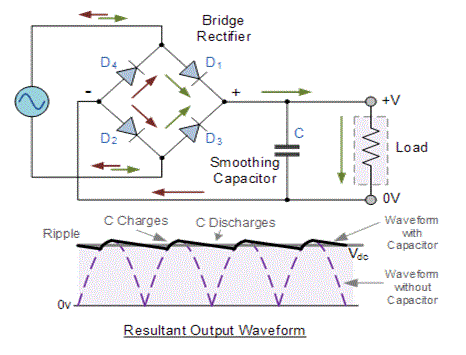 Bridge
Rectifier
D4
D1
-
+
+V
D2
D3
C
Load
Smoothing
Capacitor
0V
C Charges
C Discharges
Waveform
with
Capacitor
Ripple
Vdc
Waveform
without
Capacitor
0v
Resultant Output Waveform